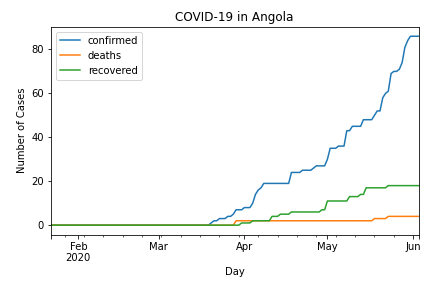 COVID-19 in Angola
confirmed
deaths
recovered
Number of Cases
80
60
40
20
0
Feb
2020
Mar
Apr
May
Jun
Day